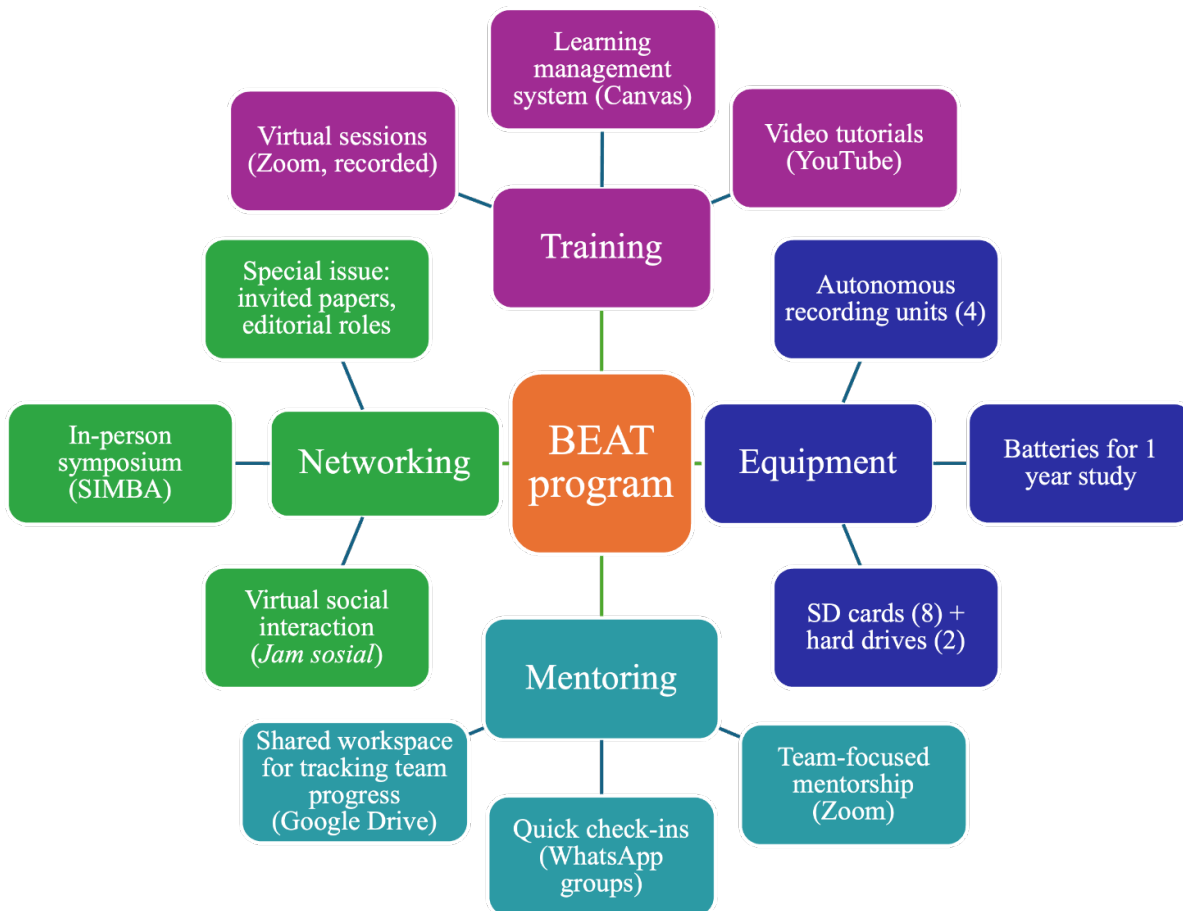 Learning
management
system (Canvas)
Virtual sessions
(Zoom, recorded)
Video tutorials
(YouTube)
Training
Special issue:
invited papers,
editorial roles
Autonomous
recording units (4)
In-person
symposium
(SIMBA)
Networking
BEAT
program
Equipment
Batteries for 1
year study
Virtual social
interaction
(Jam sosial)
SD cards (8) +
hard drives (2)
Mentoring
Shared workspace
for tracking team
progress
(Google Drive)
Quick check-ins
(WhatsApp
groups)
Team-focused
mentorship
(Zoom)